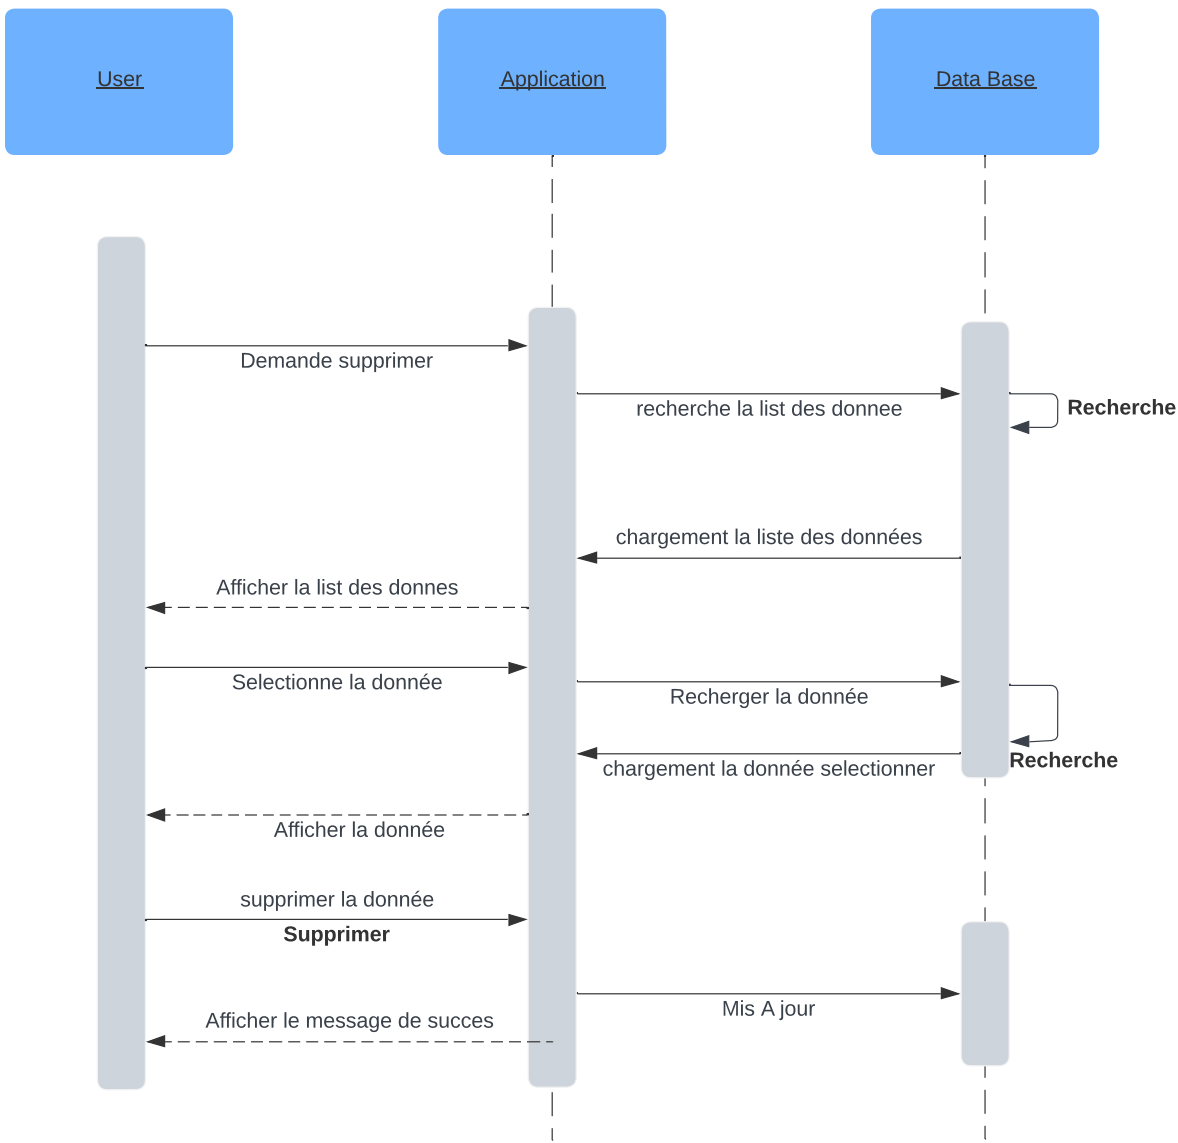 User
Application
Data Base
Demande supprimer
recherche la list des donnee
Recherche
chargement la liste des données
Afficher la list des donnes
Selectionne la donnée
Recherger la donnée
Recherche
chargement la donnée selectionner
Afficher la donnée
supprimer la donnée
Supprimer
Mis A jour
Afficher le message de succes